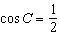 cos C = 1/2